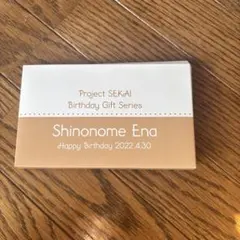 Project SEKAI
Birthday Gift Series
Shinonome Ena
Happy Birthday 2022.4.30